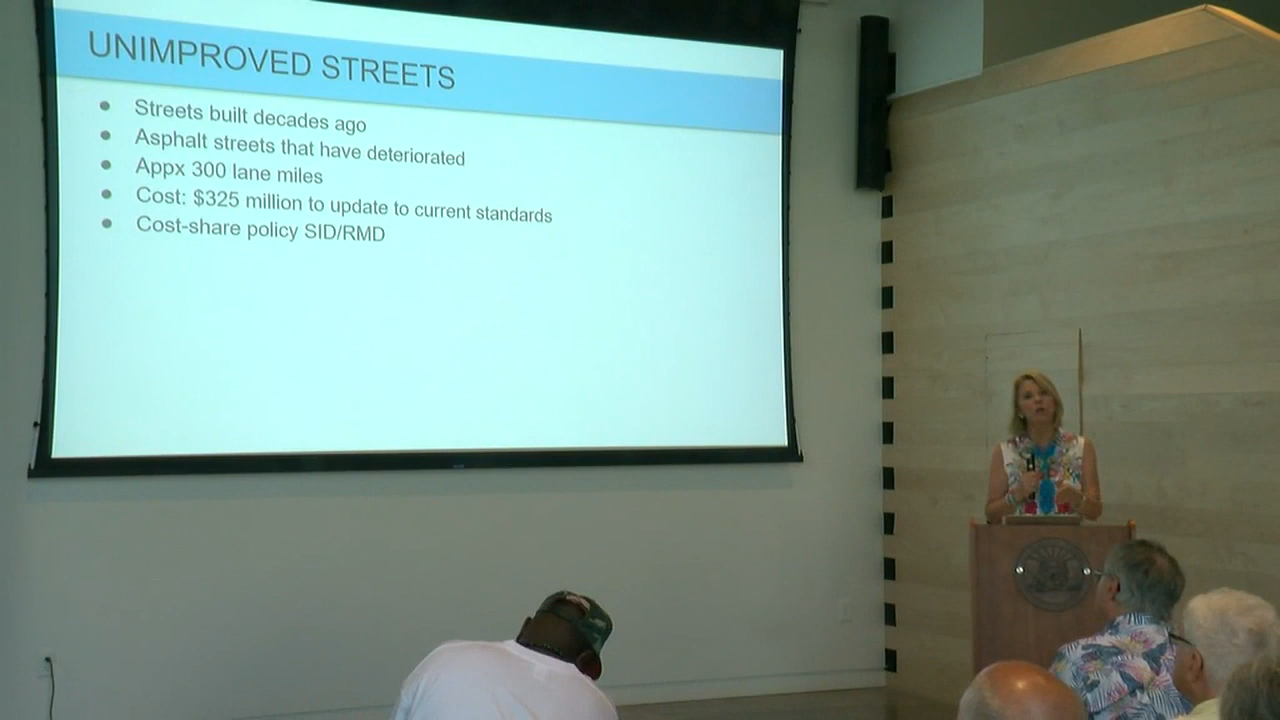 UNIMPROVED STREETS
• Streets built decades ago
• Asphalt streets that have deteriorated
• Appx 300 lane miles
• Cost: $325 million to update to current standards
• Cost-share policy SID/RMD